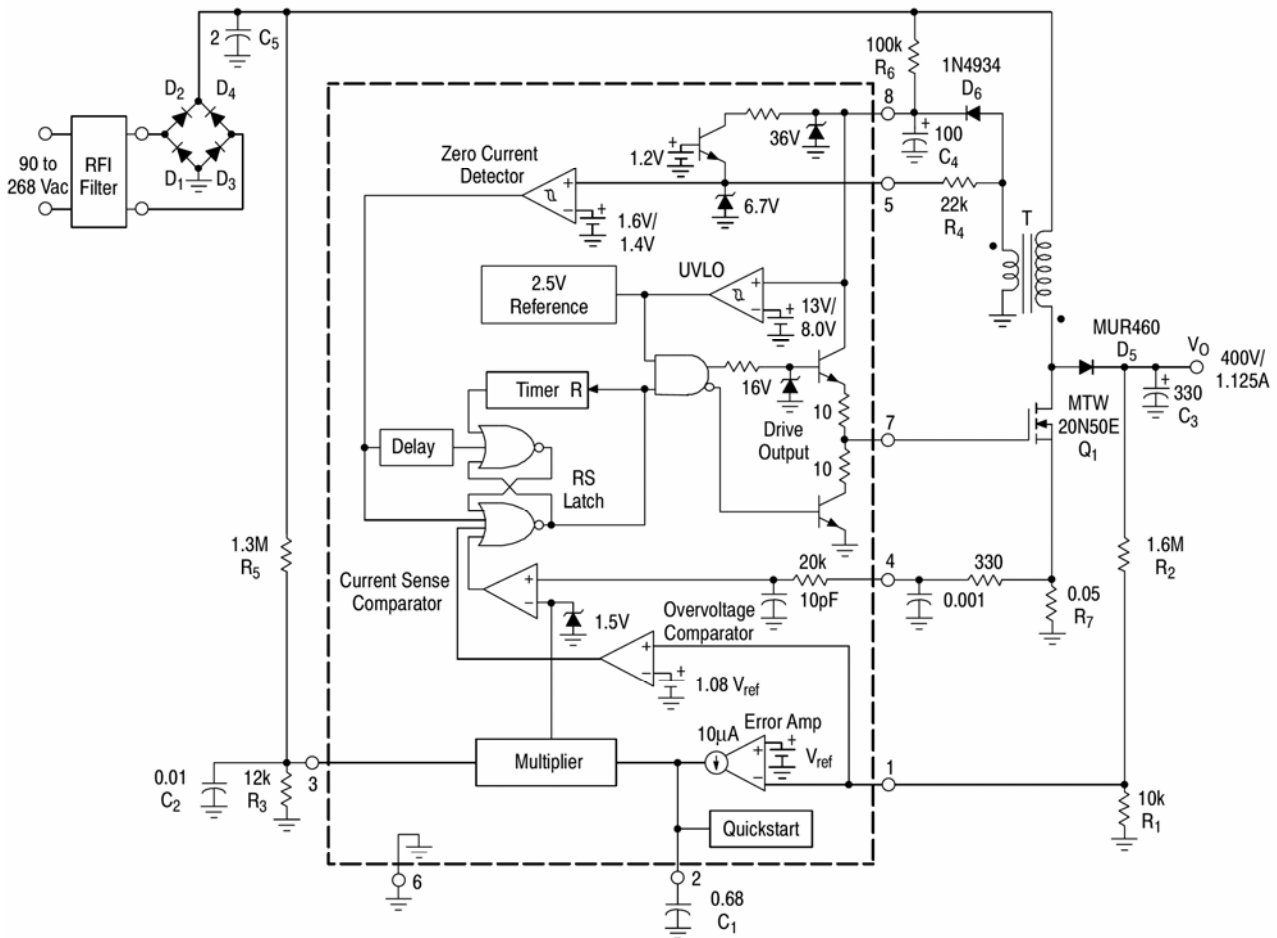 2
C5
100k
R6
1N4934
D6
D2
D4
90 to
268 Vac
RFI
Filter
D1
D3
8
36V
100
C4
1.2V
Zero Current
Detector
6.7V
5
22k
R4
1.6V/
1.4V
T
UVLO
2.5V
Reference
13V/
8.0V
MUR460
D5
VO
400V/
1.125A
330
C3
Timer R
16V
10
Drive
Output
10
7
MTW
20N50E
Q1
Delay
RS
Latch
1.3M
R5
1.6M
R2
20k
10pF
4
330
0.001
0.05
R7
Current Sense
Comparator
1.5V
Overvoltage
Comparator
1.08 Vref
Error Amp
10μA
Vref
Multiplier
1
0.01
C2
12k
R3
3
10k
R1
Quickstart
6
2
0.68
C1
+
−
+
−
+
+
−
+
−
+
−
+
+
−
+
+
+
+
+